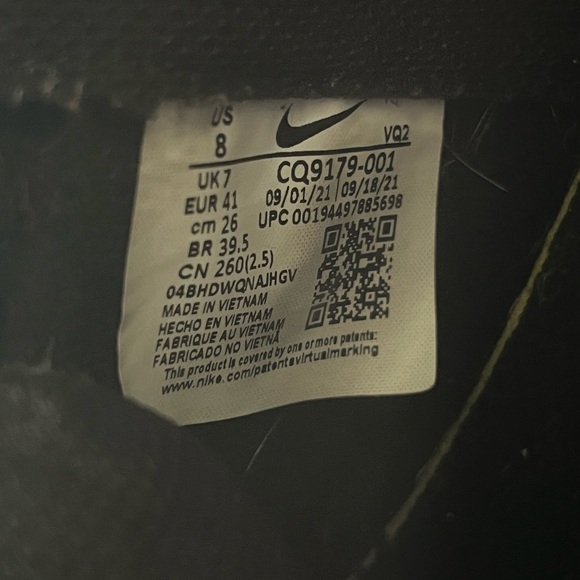 US
8
VQ2
UK 7
CQ9179-001
EUR 41
09/01/21 | 09/18/21
cm 26
UPC 00194497885698
BR 39.5
CN 260(2.5)
04BHDWQNAJHGV
MADE IN VIETNAM
HECHO EN VIETNAM
FABRIQUE AU VIETNAM
FABRICADO NO VIETNÃ
This product is covered by one or more patents:
www.nike.com/patentsvirtualmarking